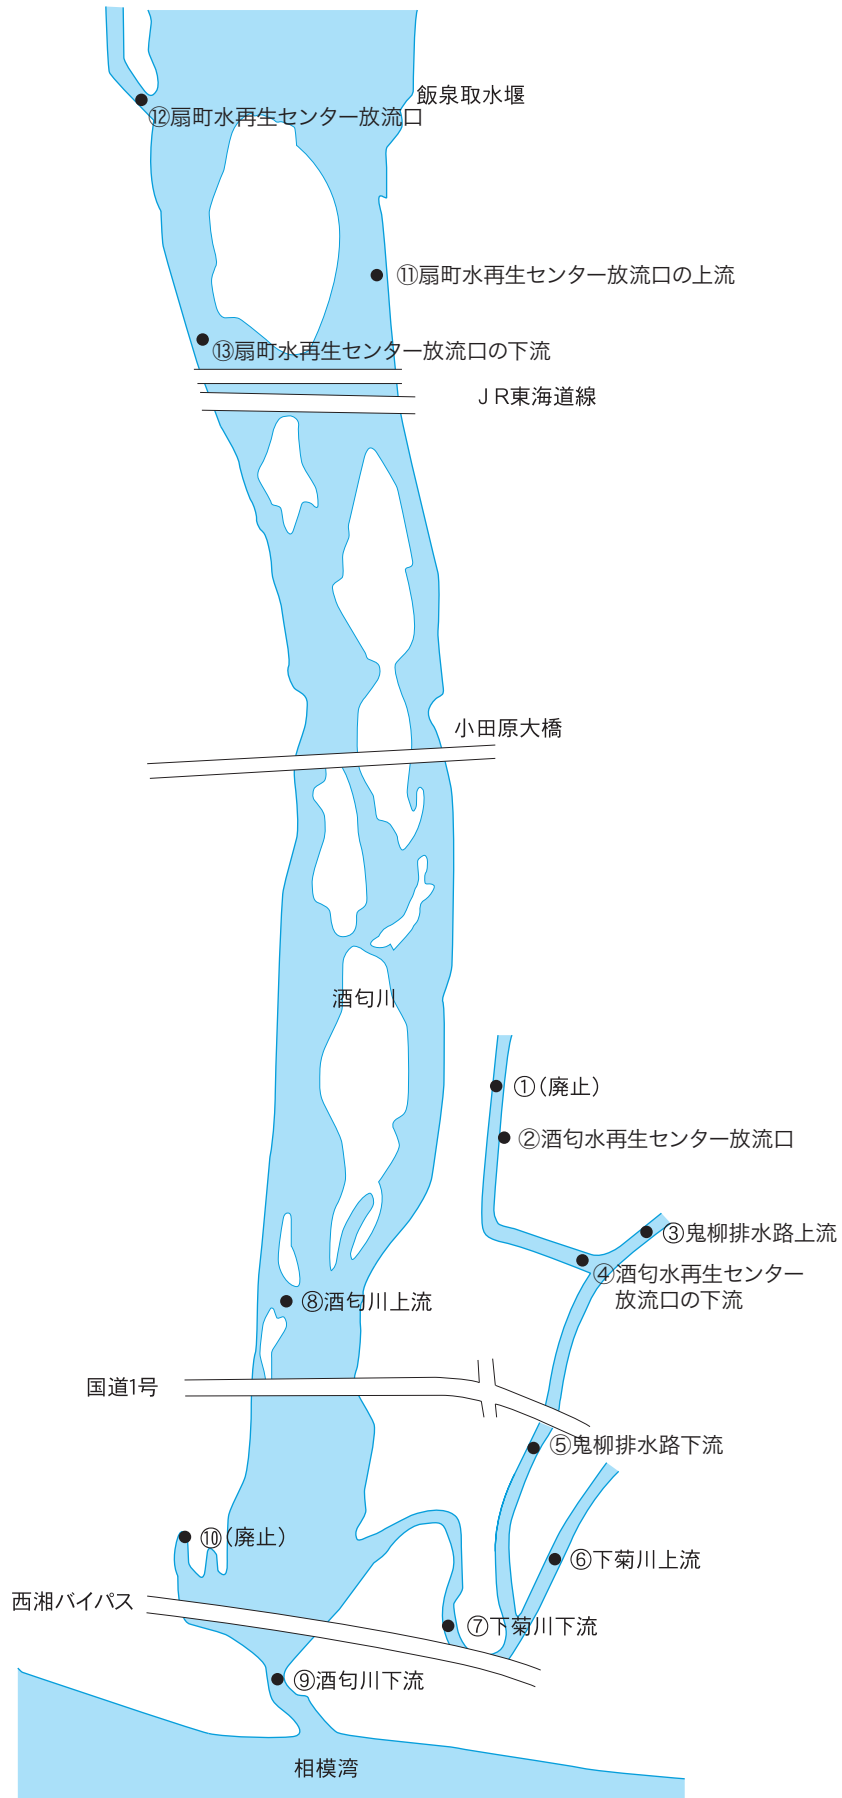 飯泉取水堰
⑫扇町水再生センター放流口
⑪扇町水再生センター放流口の上流
⑬扇町水再生センター放流口の下流
ＪＲ東海道線
小田原大橋
酒匂川
①（廃止）
②酒匂水再生センター放流口
③鬼柳排水路上流
④酒匂水再生センター
放流口の下流
⑧酒匂川上流
国道1号
⑤鬼柳排水路下流
⑩（廃止）
⑥下菊川上流
西湘バイパス
⑦下菊川下流
⑨酒匂川下流
相模湾